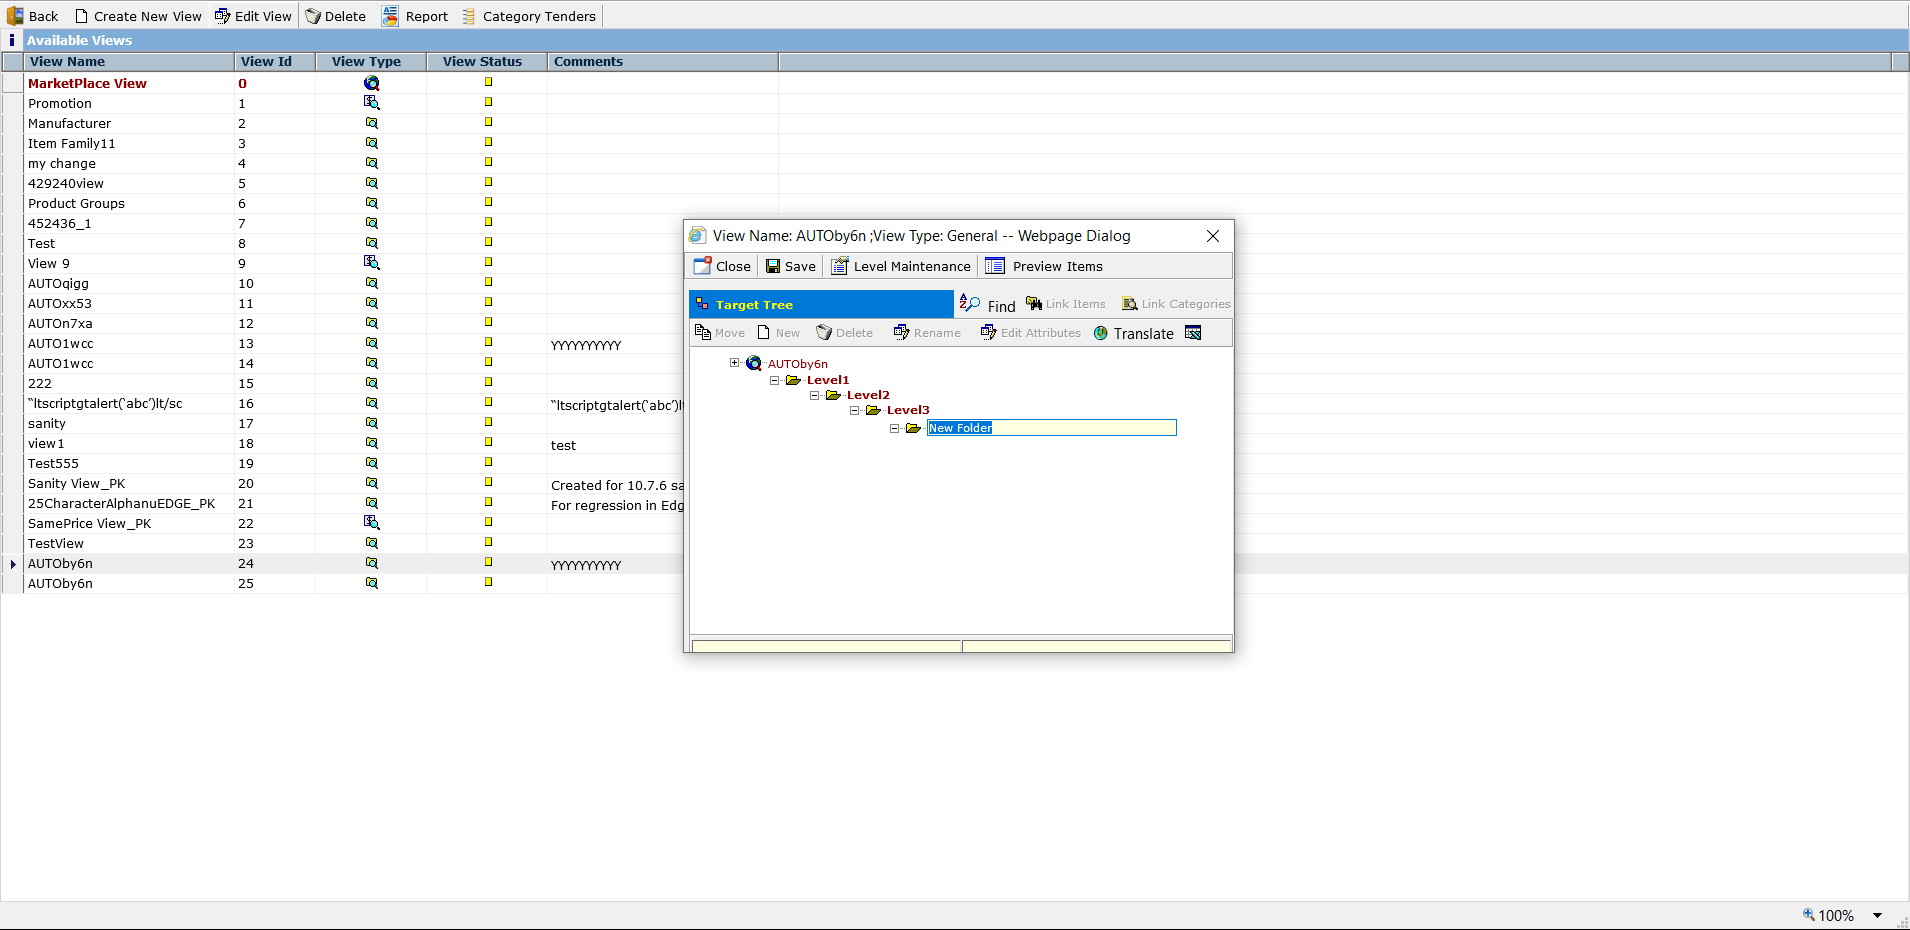 Back Create New View Edit View Delete Report Category Tenders
i Available Views
View Name View Id View Type View Status Comments
MarketPlace View 0
Promotion 1
Manufacturer 2
Item Family11 3
my change 4
429240view 5
Product Groups 6
452436_1 7
Test 8
View 9 9
AUTOqigg 10
AUTOxx53 11
AUTOn7xa 12
AUTO1wcc 13 YYYYYYYYYY
AUTO1wcc 14
222 15
“ltscriptgtalert(‘abc’)lt/sc 16 “ltscriptgtalert(‘abc’)lt
sanity 17
view1 18 test
Test555 19
Sanity View_PK 20 Created for 10.7.6 sa
25CharacterAlphanuEDGE_PK 21 For regression in Edg
SamePrice View_PK 22
TestView 23
AUTOby6n 24 YYYYYYYYYY
AUTOby6n 25
View Name: AUTOby6n ;View Type: General -- Webpage Dialog
Close Save Level Maintenance Preview Items
Target Tree Find Link Items Link Categories
Move New Delete Rename Edit Attributes Translate
AUTOby6n
Level1
Level2
Level3
New Folder
100%